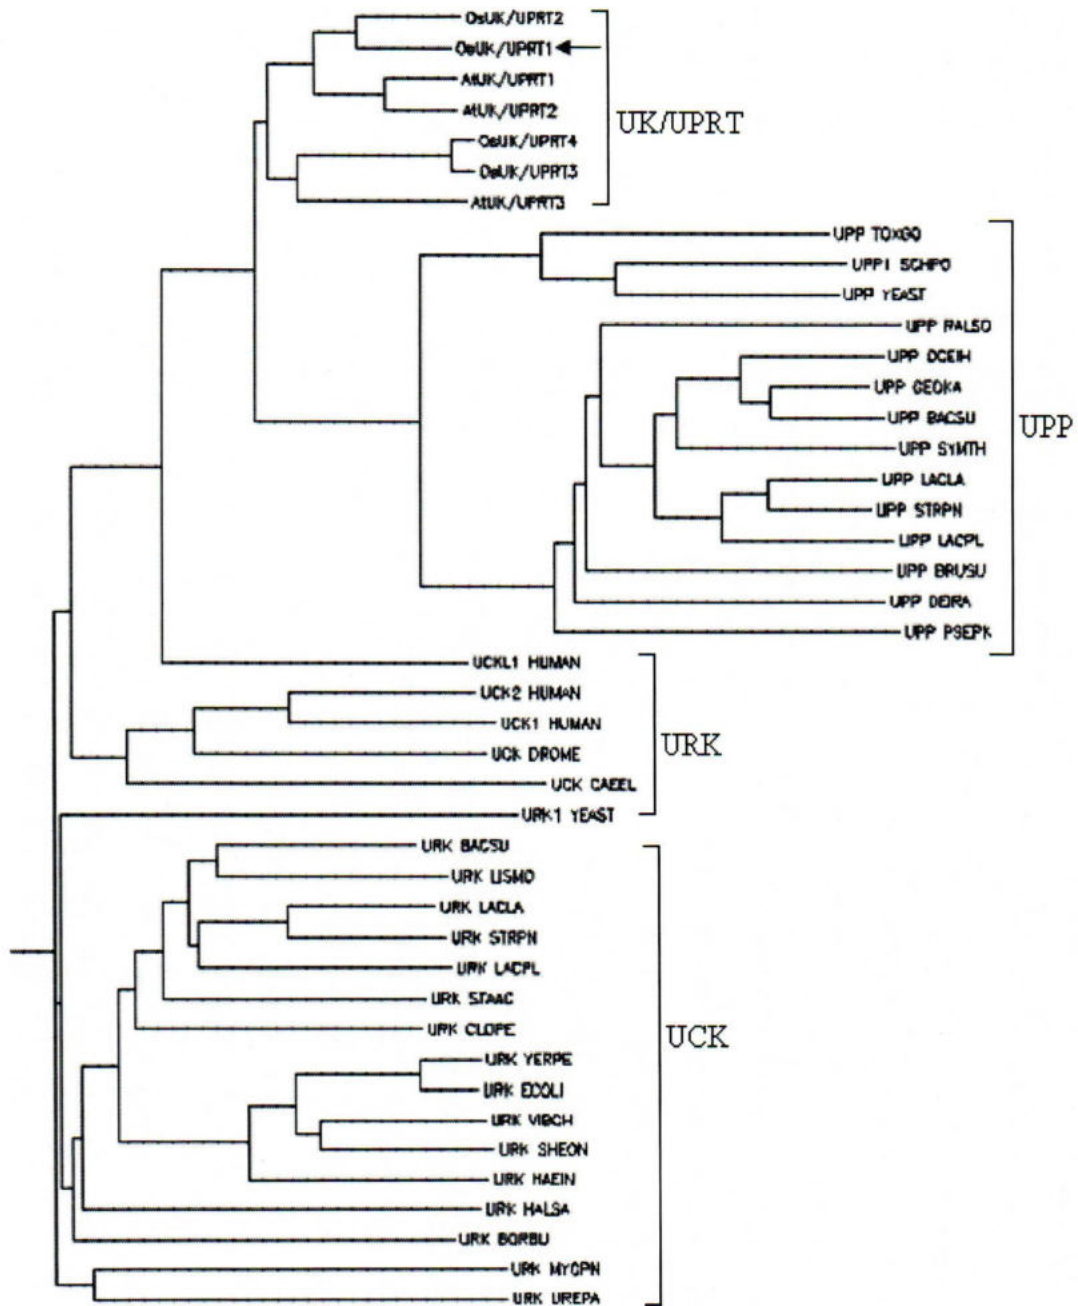 OsUK/UPRT2
OsUK/UPRT1
AtUK/UPRT1
AtUK/UPRT2
UK/UPRT
OsUK/UPRT4
OsUK/UPRT3
AtUK/UPRT3
UPP TOXGO
UPP1 SCHPO
UPP YEAST
UPP RALSO
UPP OCEIH
UPP GEOKA
UPP BACSU
UPP
UPP SYMTH
UPP LACLA
UPP STRPN
UPP LACPL
UPP BRUSU
UPP DEIRA
UPP PSEPK
UCKL1 HUMAN
UCK2 HUMAN
UCK1 HUMAN
URK
UCK DROME
UCK CAEEL
URK1 YEAST
URK BACSU
URK LISMO
URK LACLA
URK STRPN
URK LACPL
URK STAAC
URK CLOPE
UCK
URK YERPE
URK ECOLI
URK VIBCH
URK SHEON
URK HAEIN
URK HALSA
URK BORBU
URK MYCPN
URK UREPA